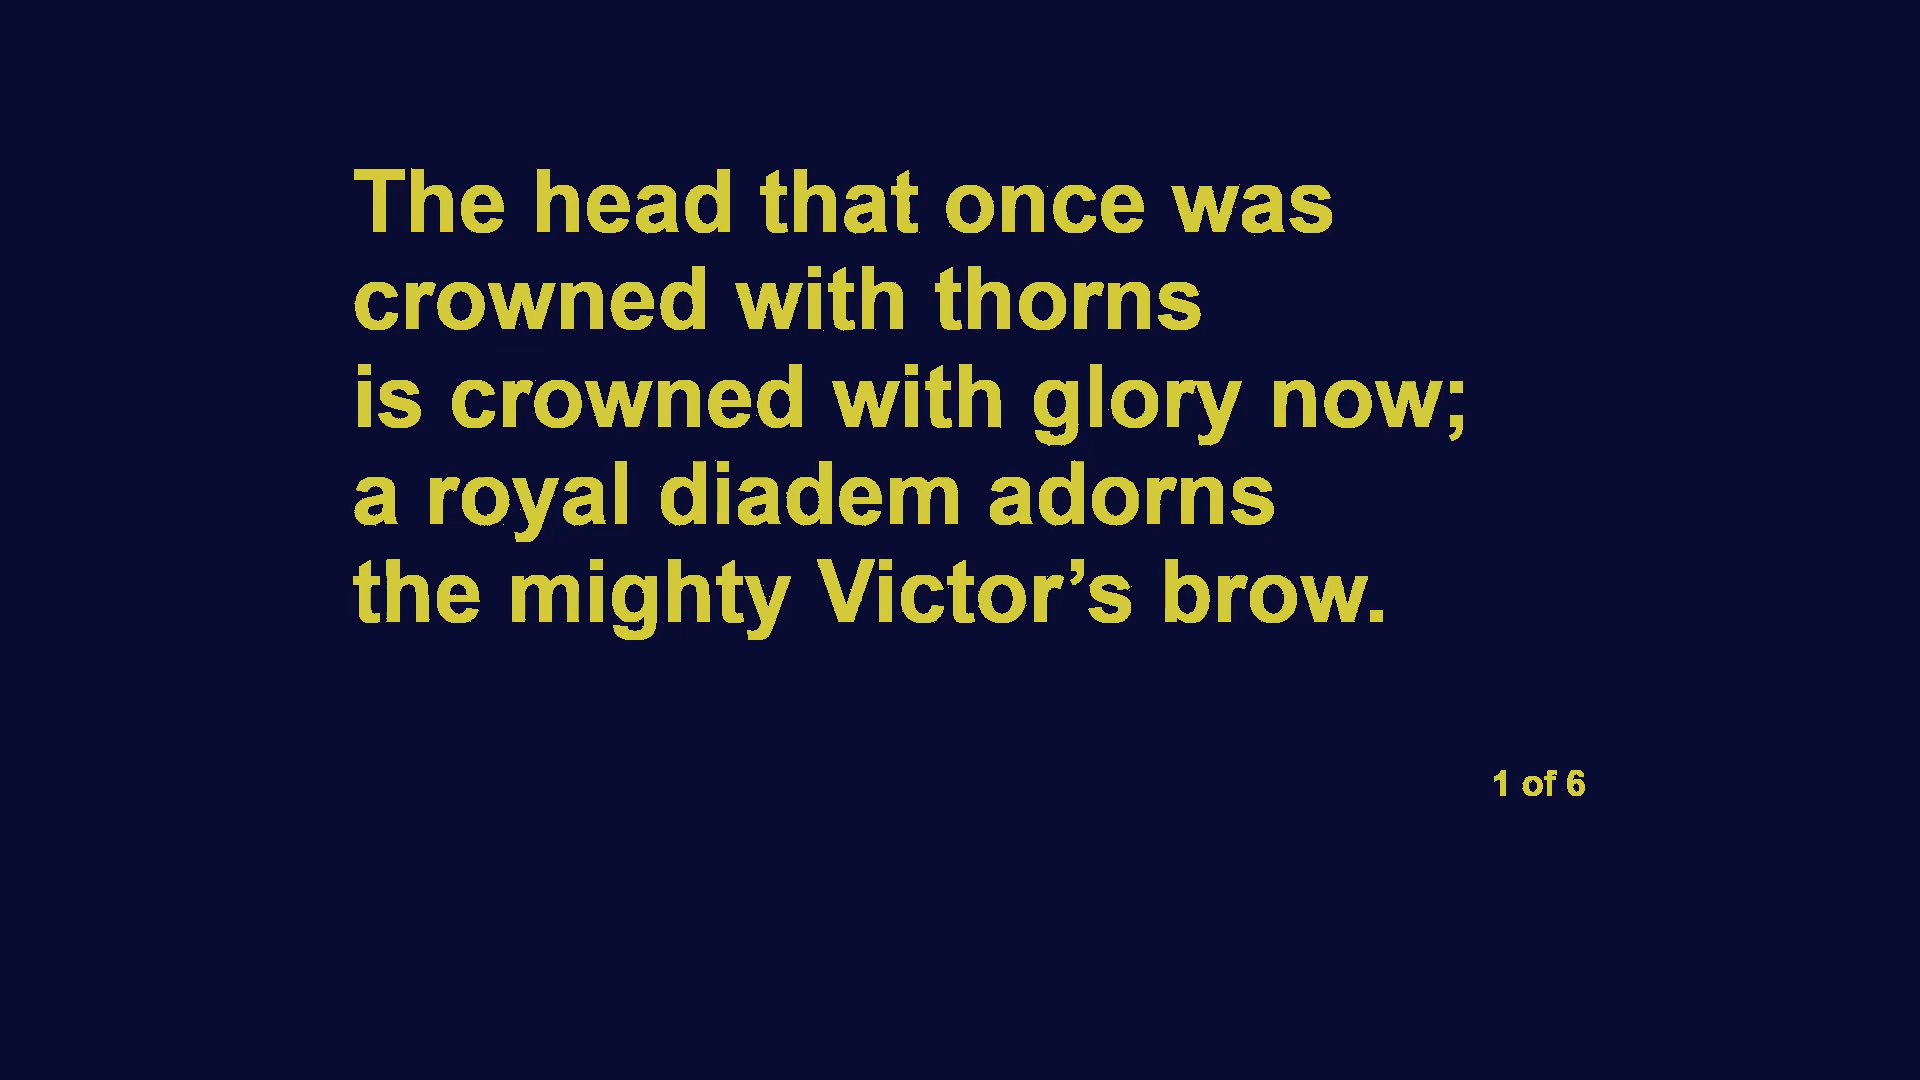 The head that once was
crowned with thorns
is crowned with glory now;
a royal diadem adorns
the mighty Victor’s brow.
1 of 6